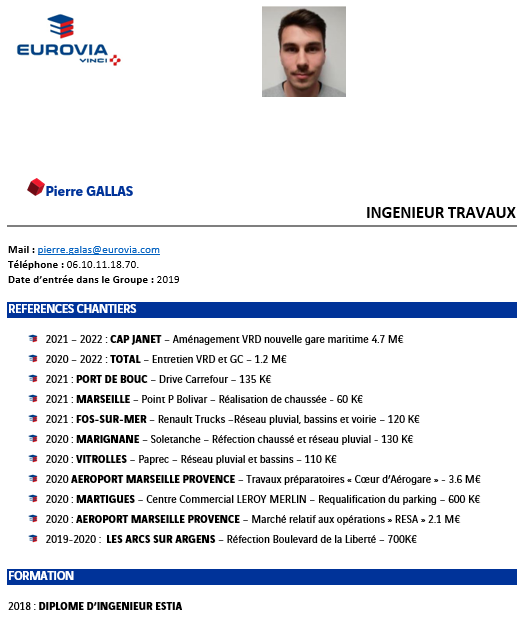 EUROVIA
VINCI
Pierre GALLAS
INGENIEUR TRAVAUX
Mail : pierre.galas@eurovia.com
Téléphone : 06.10.11.18.70.
Date d'entrée dans le Groupe : 2019
REFERENCES CHANTIERS
2021 – 2022 : CAP JANET – Aménagement VRD nouvelle gare maritime 4.7 M€
2020 – 2022 : TOTAL – Entretien VRD et GC – 1.2 M€
2021 : PORT DE BOUC – Drive Carrefour – 135 K€
2021 : MARSEILLE – Point P Bolivar – Réalisation de chaussée - 60 K€
2021 : FOS-SUR-MER – Renault Trucks –Réseau pluvial, bassins et voirie – 120 K€
2020 : MARIGNANE – Soletanche – Réfection chaussé et réseau pluvial - 130 K€
2020 : VITROLLES – Paprec – Réseau pluvial et bassins – 110 K€
2020 AEROPORT MARSEILLE PROVENCE – Travaux préparatoires « Cœur d'Aérogare » - 3.6 M€
2020 : MARTIGUES – Centre Commercial LEROY MERLIN – Requalification du parking – 600 K€
2020 : AEROPORT MARSEILLE PROVENCE – Marché relatif aux opérations » RESA » 2.1 M€
2019-2020 : LES ARCS SUR ARGENS – Réfection Boulevard de la Liberté – 700K€
FORMATION
2018 : DIPLOME D'INGENIEUR ESTIA